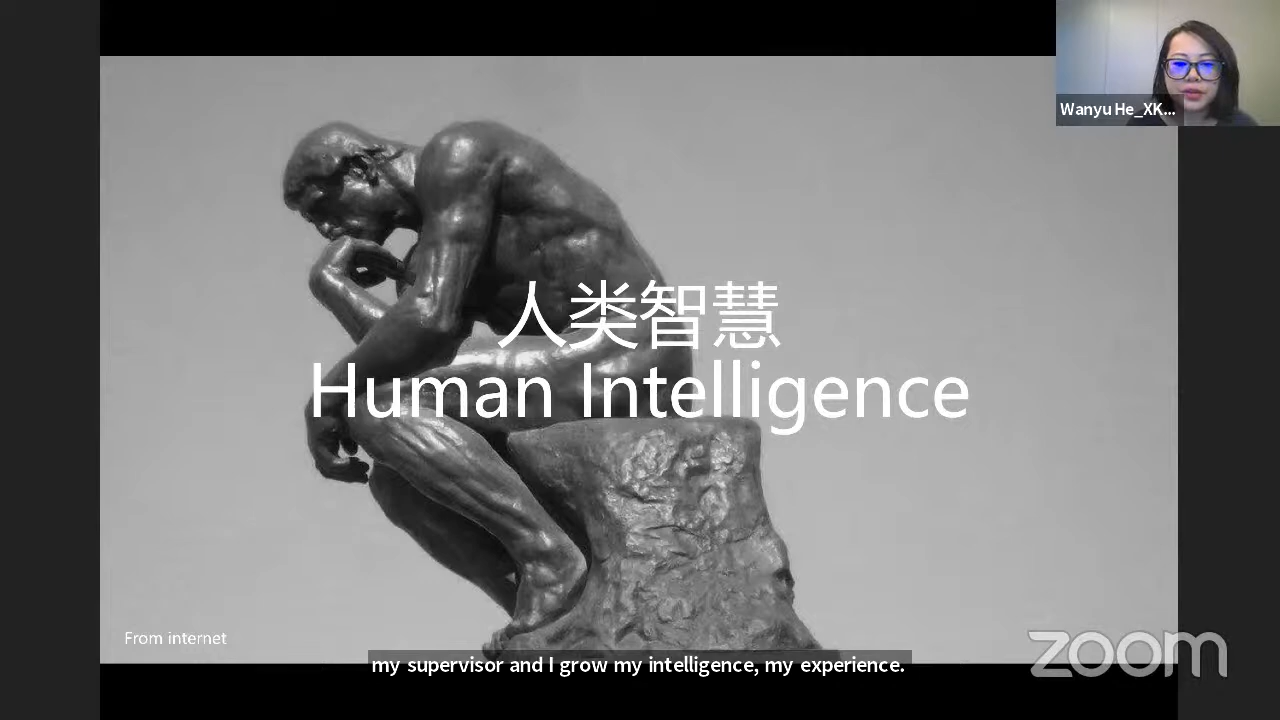 Wanyu He_XK...
人类智慧
Human Intelligence
From internet
my supervisor and I grow my intelligence, my experience.
zoom